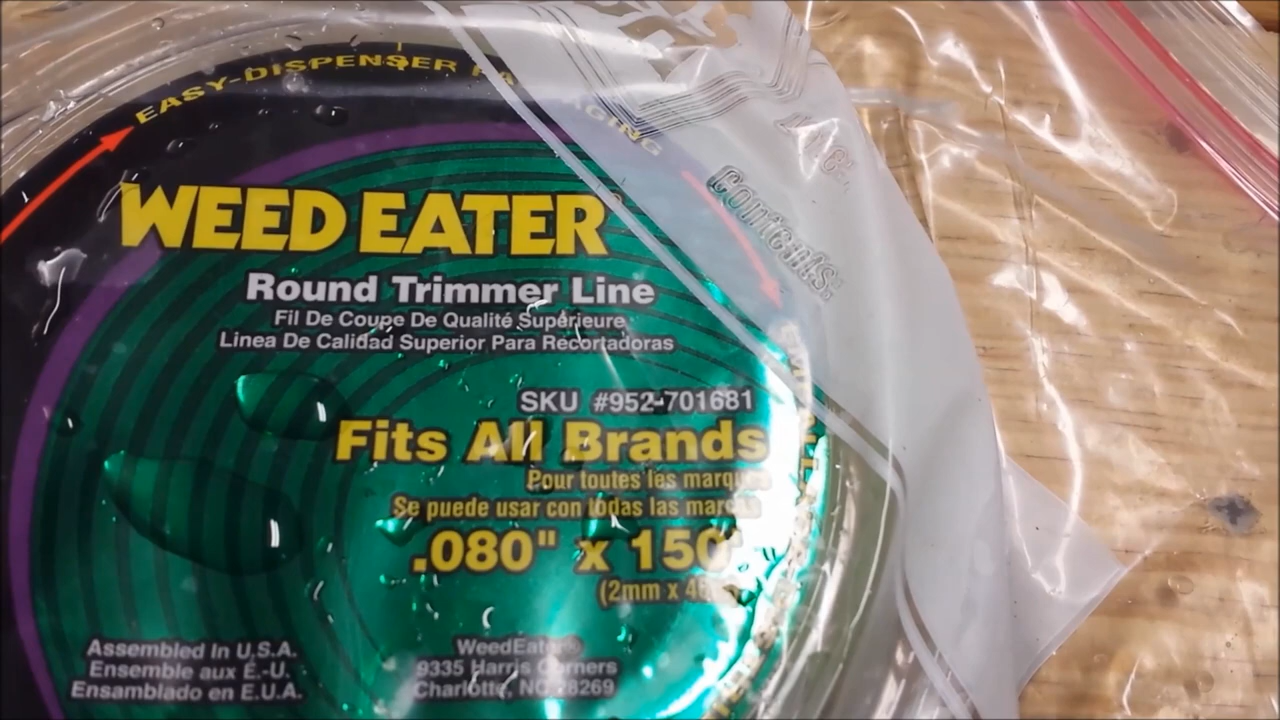 EASY-DISPENSER
WEED EATER
Contents:
Round Trimmer Line
Fil De Coupe De Qualité Supérieure
Linea De Calidad Superior Para Recortadoras
SKU #952-701681
Fits All Brands
Pour toutes les
Se puede usar con todas las
.080" x 150'
(2mm x
Assembled In U.S.A.
Ensemble aux É.-U.
Ensamblado en E.U.A.
WeedEater®
9335 Harris Corners
Charlotte, NC 28269